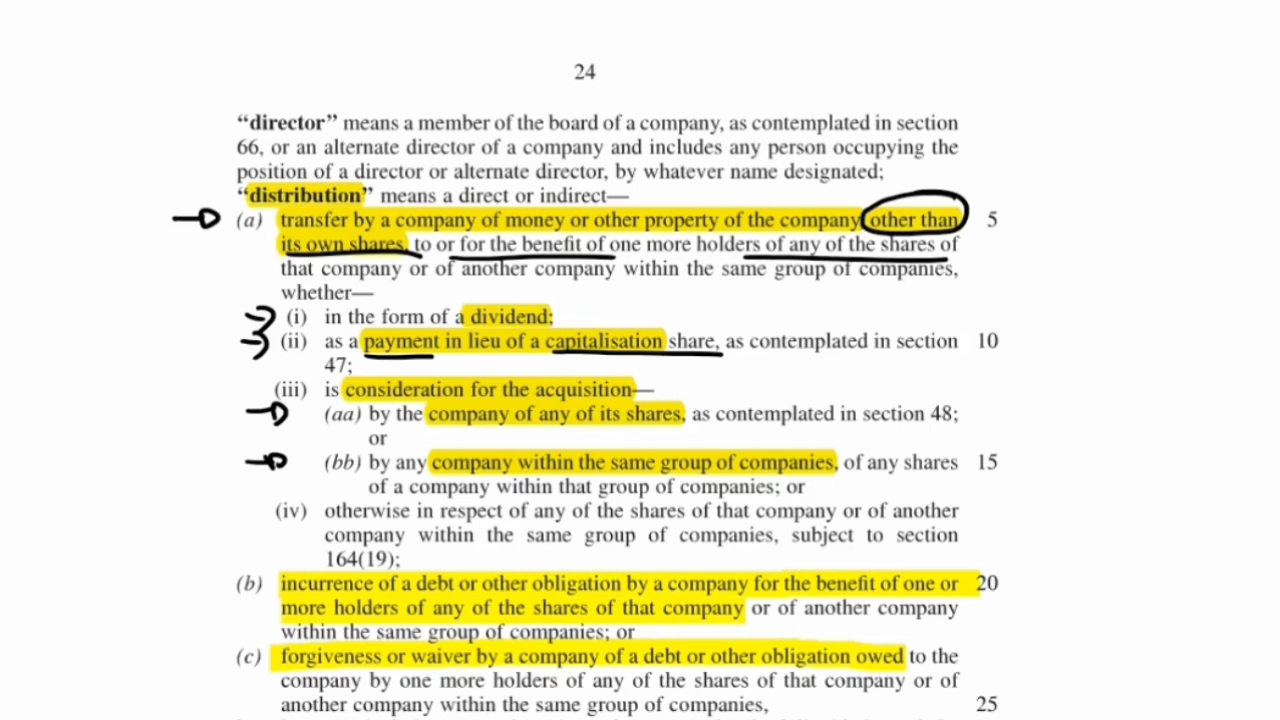 24
“director” means a member of the board of a company, as contemplated in section
66, or an alternate director of a company and includes any person occupying the
position of a director or alternate director, by whatever name designated;
“distribution” means a direct or indirect—
(a) transfer by a company of money or other property of the company other than 5
its own shares, to or for the benefit of one more holders of any of the shares of
that company or of another company within the same group of companies,
whether—
(i) in the form of a dividend;
(ii) as a payment in lieu of a capitalisation share, as contemplated in section 10
47;
(iii) is consideration for the acquisition—
(aa) by the company of any of its shares, as contemplated in section 48;
or
(bb) by any company within the same group of companies, of any shares 15
of a company within that group of companies; or
(iv) otherwise in respect of any of the shares of that company or of another
company within the same group of companies, subject to section
164(19);
(b) incurrence of a debt or other obligation by a company for the benefit of one or 20
more holders of any of the shares of that company or of another company
within the same group of companies; or
(c) forgiveness or waiver by a company of a debt or other obligation owed to the
company by one more holders of any of the shares of that company or of
another company within the same group of companies, 25